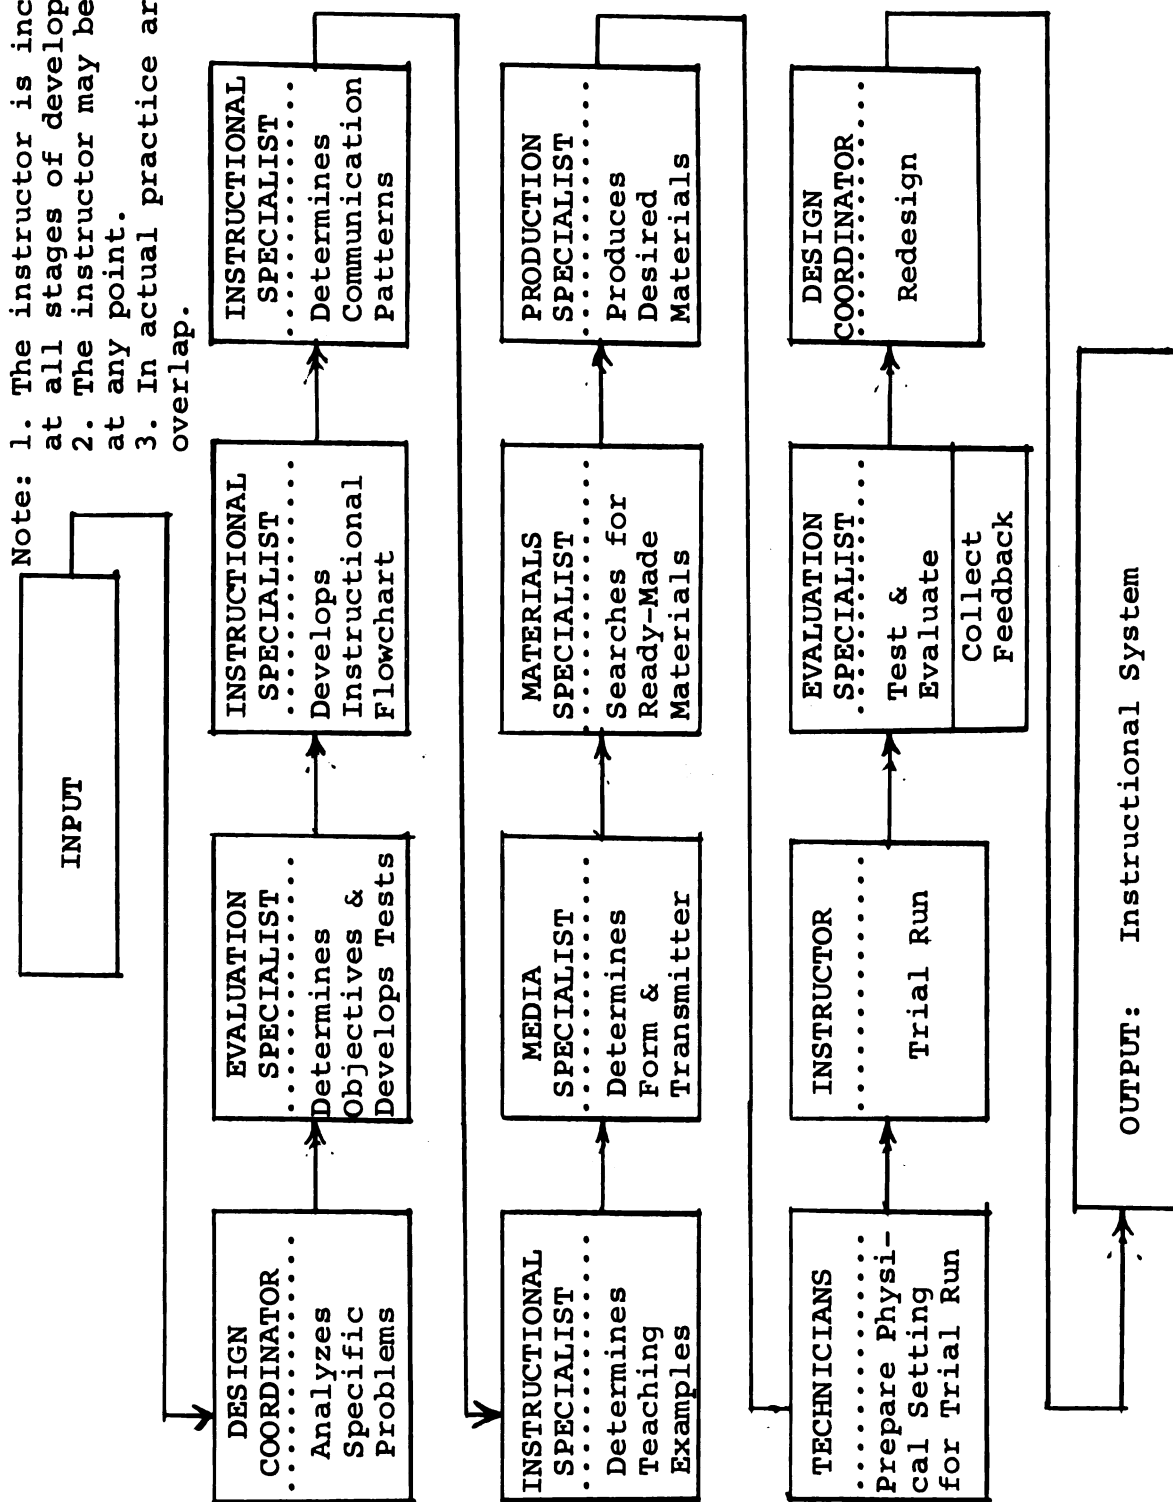 Note: 1. The instructor is inc
at all stages of develop
2. The instructor may be
at any point.
3. In actual practice ar
overlap.
INPUT
DESIGN
COORDINATOR
Analyzes
Specific
Problems
EVALUATION
SPECIALIST
Determines
Objectives &
Develops Tests
INSTRUCTIONAL
SPECIALIST
Develops
Instructional
Flowchart
INSTRUCTIONAL
SPECIALIST
Determines
Communication
Patterns
INSTRUCTIONAL
SPECIALIST
Determines
Teaching
Examples
MEDIA
SPECIALIST
Determines
Form &
Transmitter
MATERIALS
SPECIALIST
Searches for
Ready-Made
Materials
PRODUCTION
SPECIALIST
Produces
Desired
Materials
TECHNICIANS
Prepare Physi-
cal Setting
for Trial Run
INSTRUCTOR
Trial Run
EVALUATION
SPECIALIST
Test &
Evaluate
Collect
Feedback
DESIGN
COORDINATOR
Redesign
OUTPUT: Instructional System